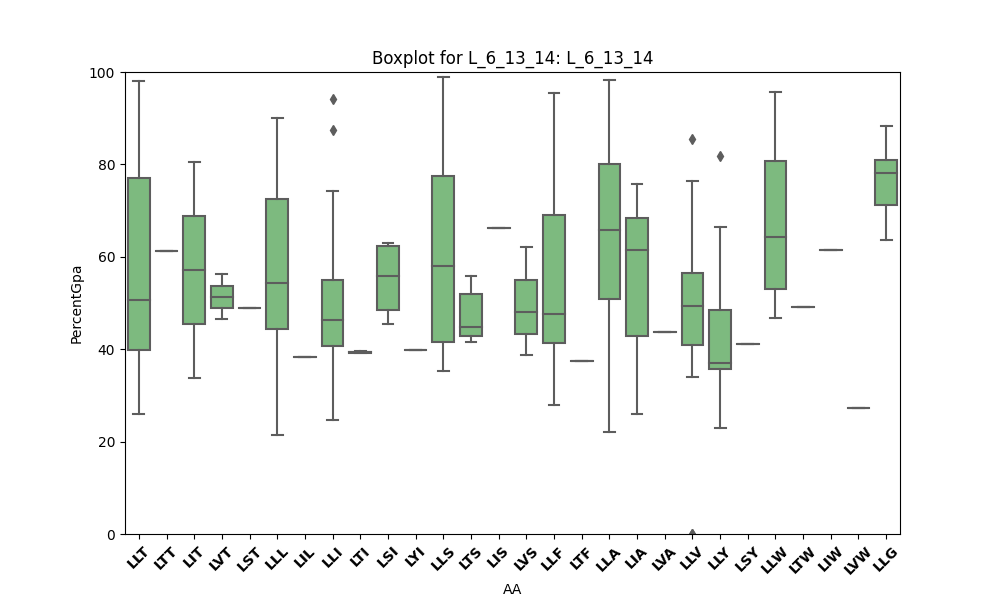 Boxplot for L_6_13_14: L_6_13_14
PercentGpa
100
80
60
40
20
0
LLT LTT LIT LVT LST LLL LIL LLI LTI LSI LYI LLS LTS LIS LVS LLF LTF LLA LIA LVA LLV LLY LSY LLW LTW LIW LVW LLG
AA